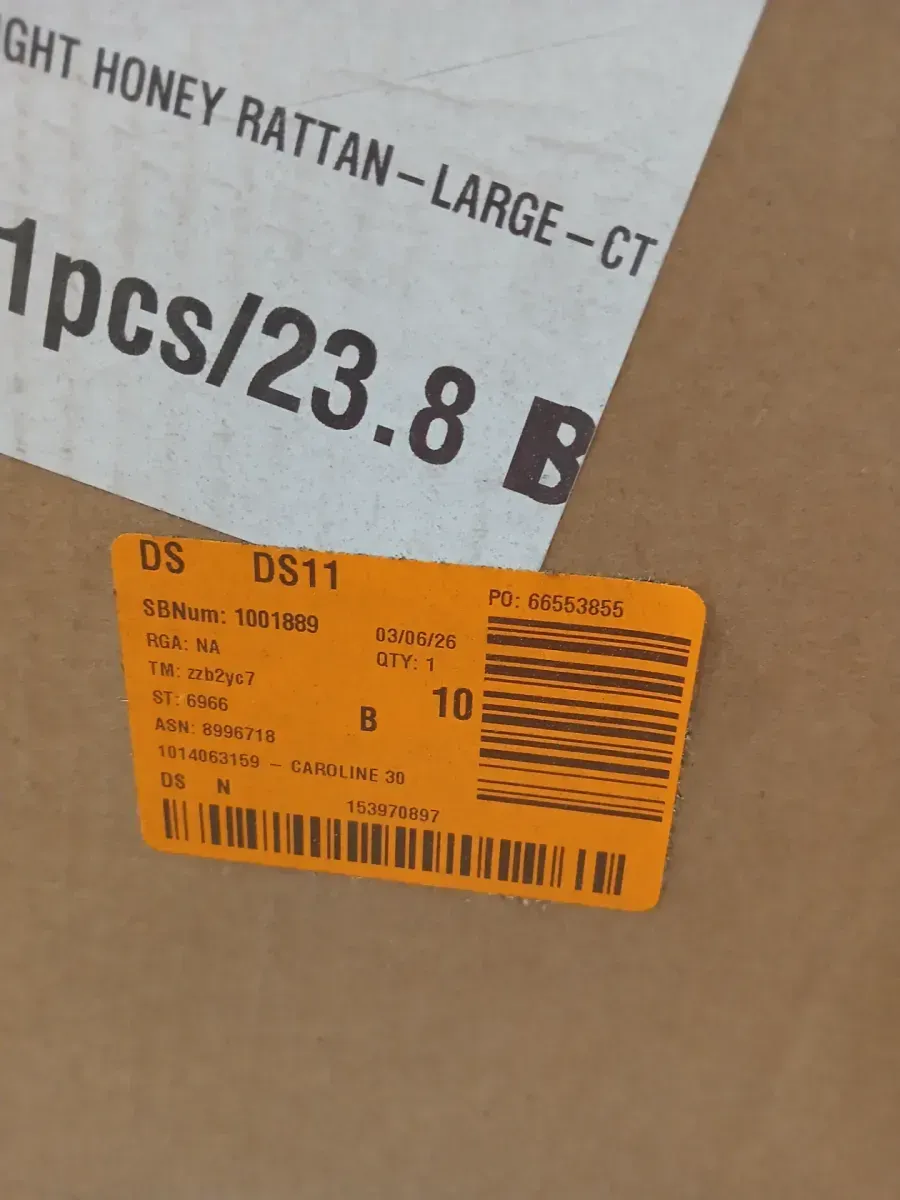 GHT HONEY RATTAN-LARGE-CT
1pcs/23.8 B
DS DS11
SBNum: 1001889
RGA: NA
TM: zzb2yc7
ST: 6966
ASN: 8996718
1014063159 - CAROLINE 30
DS N
03/06/26
QTY: 1
B 10
PO: 66553855
153970897